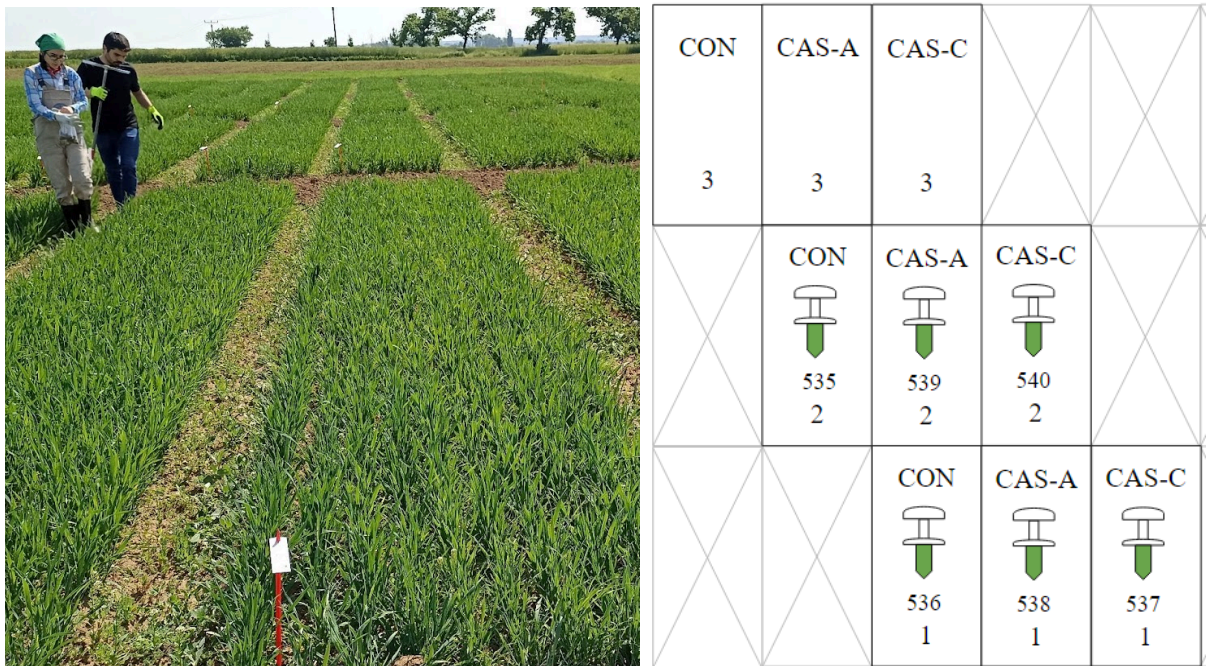 CON CAS-A CAS-C
3 3 3
CON CAS-A CAS-C
535 539 540
2 2 2
CON CAS-A CAS-C
536 538 537
1 1 1